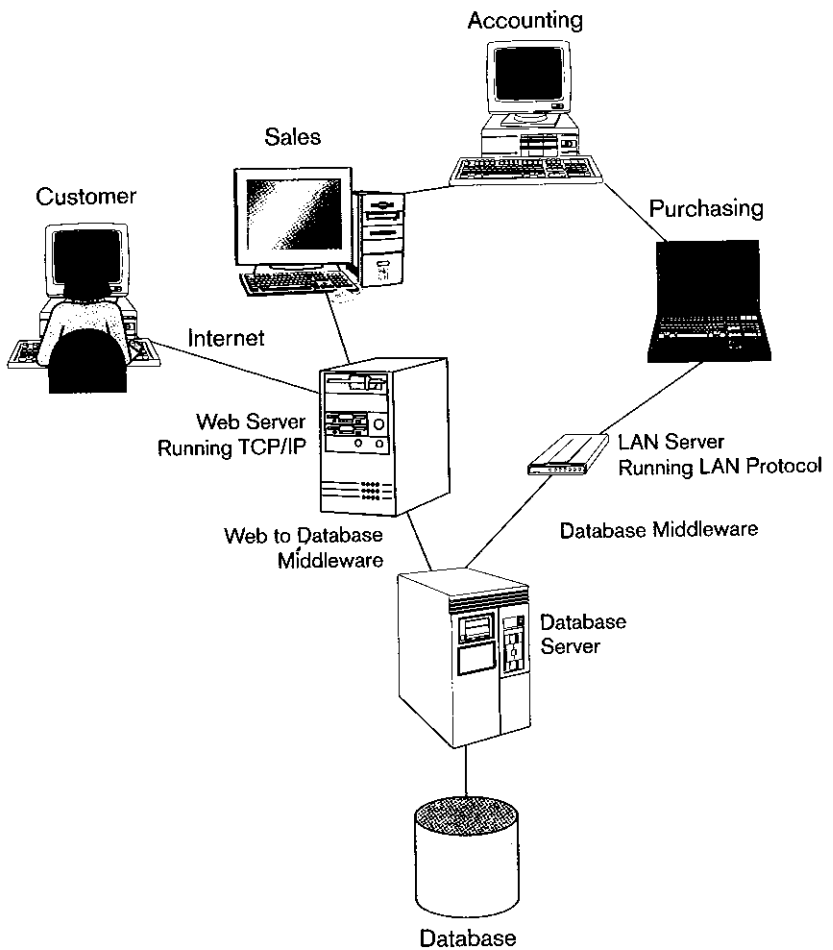 Accounting
Sales
Customer
Purchasing
Internet
Web Server
Running TCP/IP
LAN Server
Running LAN Protocol
Web to Database
Middleware
Database Middleware
Database
Server
Database